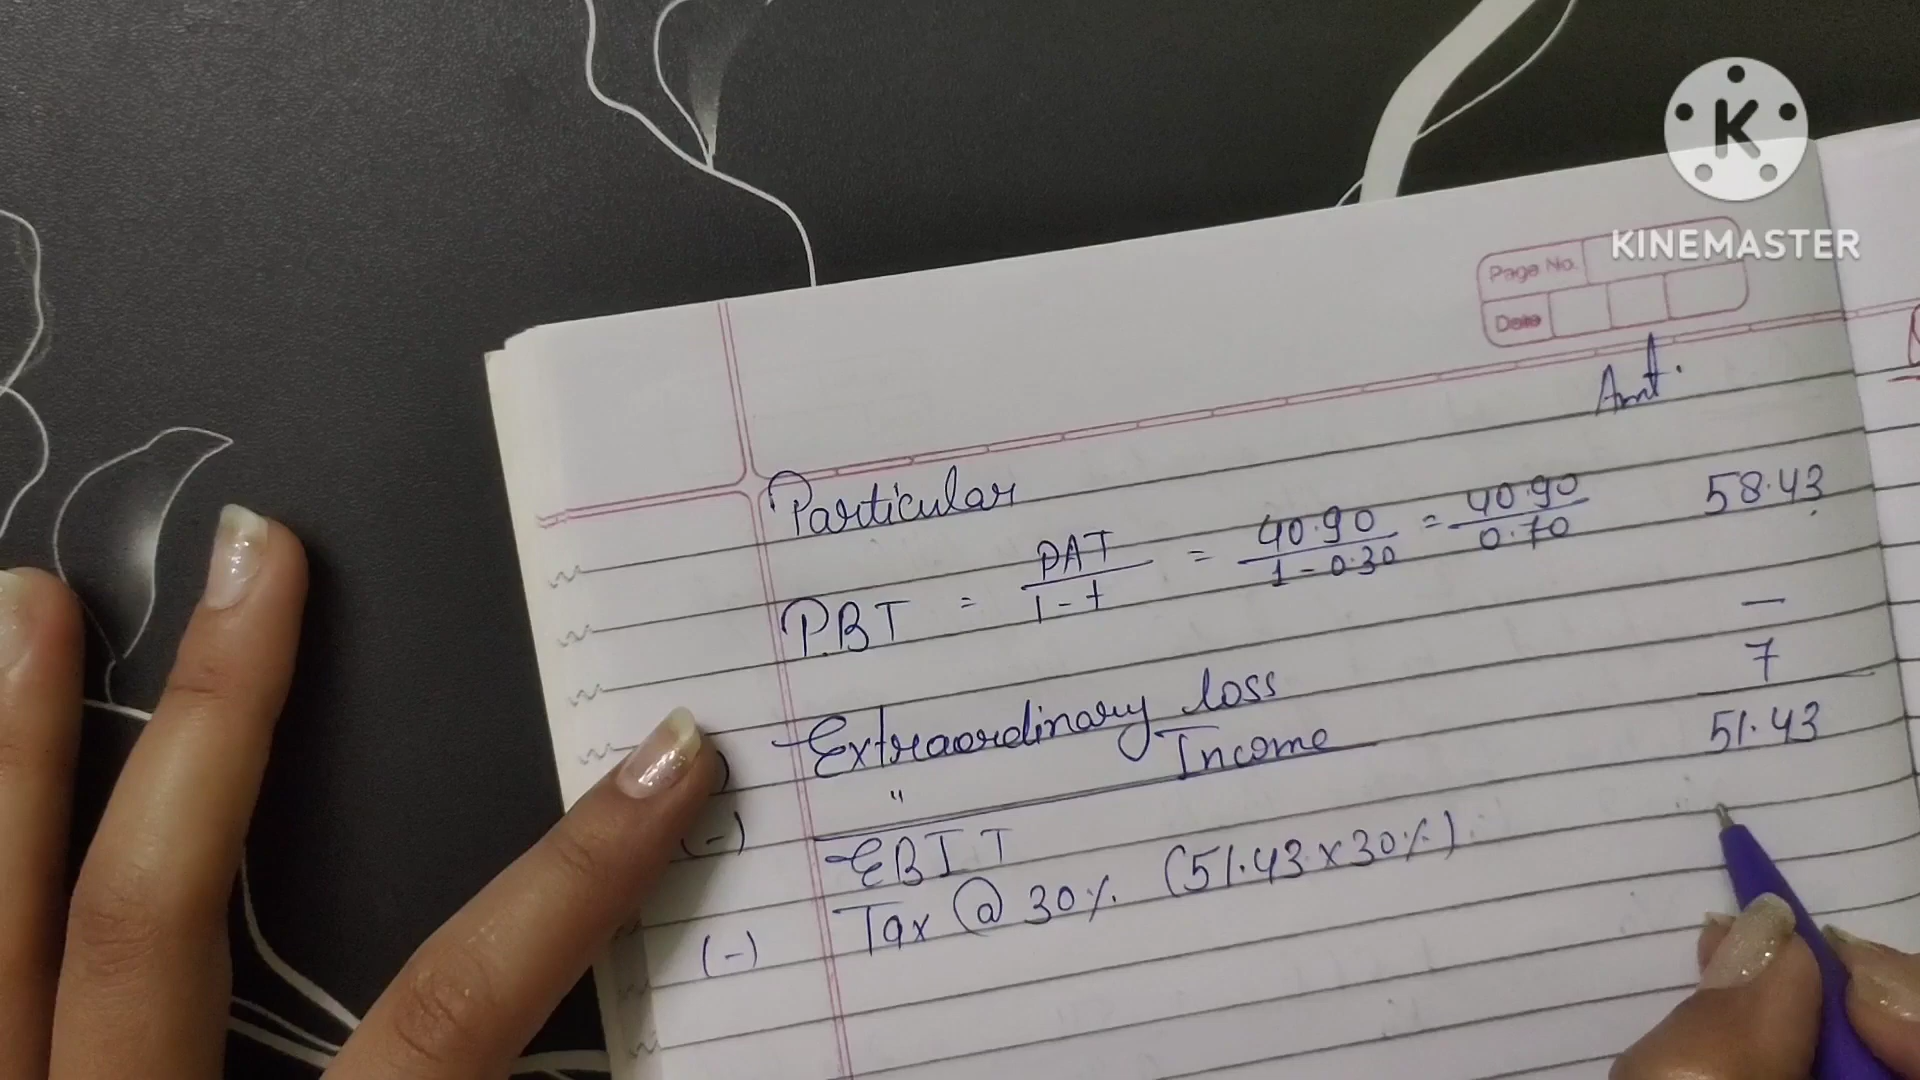 K
KINEMASTER
Page No.
Date
Amt.
Particular
P.B.T = PAT / 1-t = 40.90 / 1-0.30 = 40.90 / 0.70 58.43
Extraordinary loss —
(-) " Income 7
EBIT 51.43
(-) Tax @ 30% (51.43×30%)